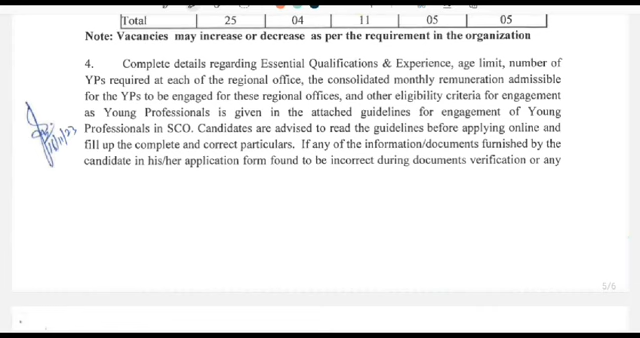 Total 25 04 11 05 05
Note: Vacancies may increase or decrease as per the requirement in the organization
4. Complete details regarding Essential Qualifications & Experience, age limit, number of
YPs required at each of the regional office, the consolidated monthly remuneration admissible
for the YPs to be engaged for these regional offices, and other eligibility criteria for engagement
as Young Professionals is given in the attached guidelines for engagement of Young
Professionals in SCO. Candidates are advised to read the guidelines before applying online and
fill up the complete and correct particulars. If any of the information/documents furnished by the
candidate in his/her application form found to be incorrect during documents verification or any
5/6